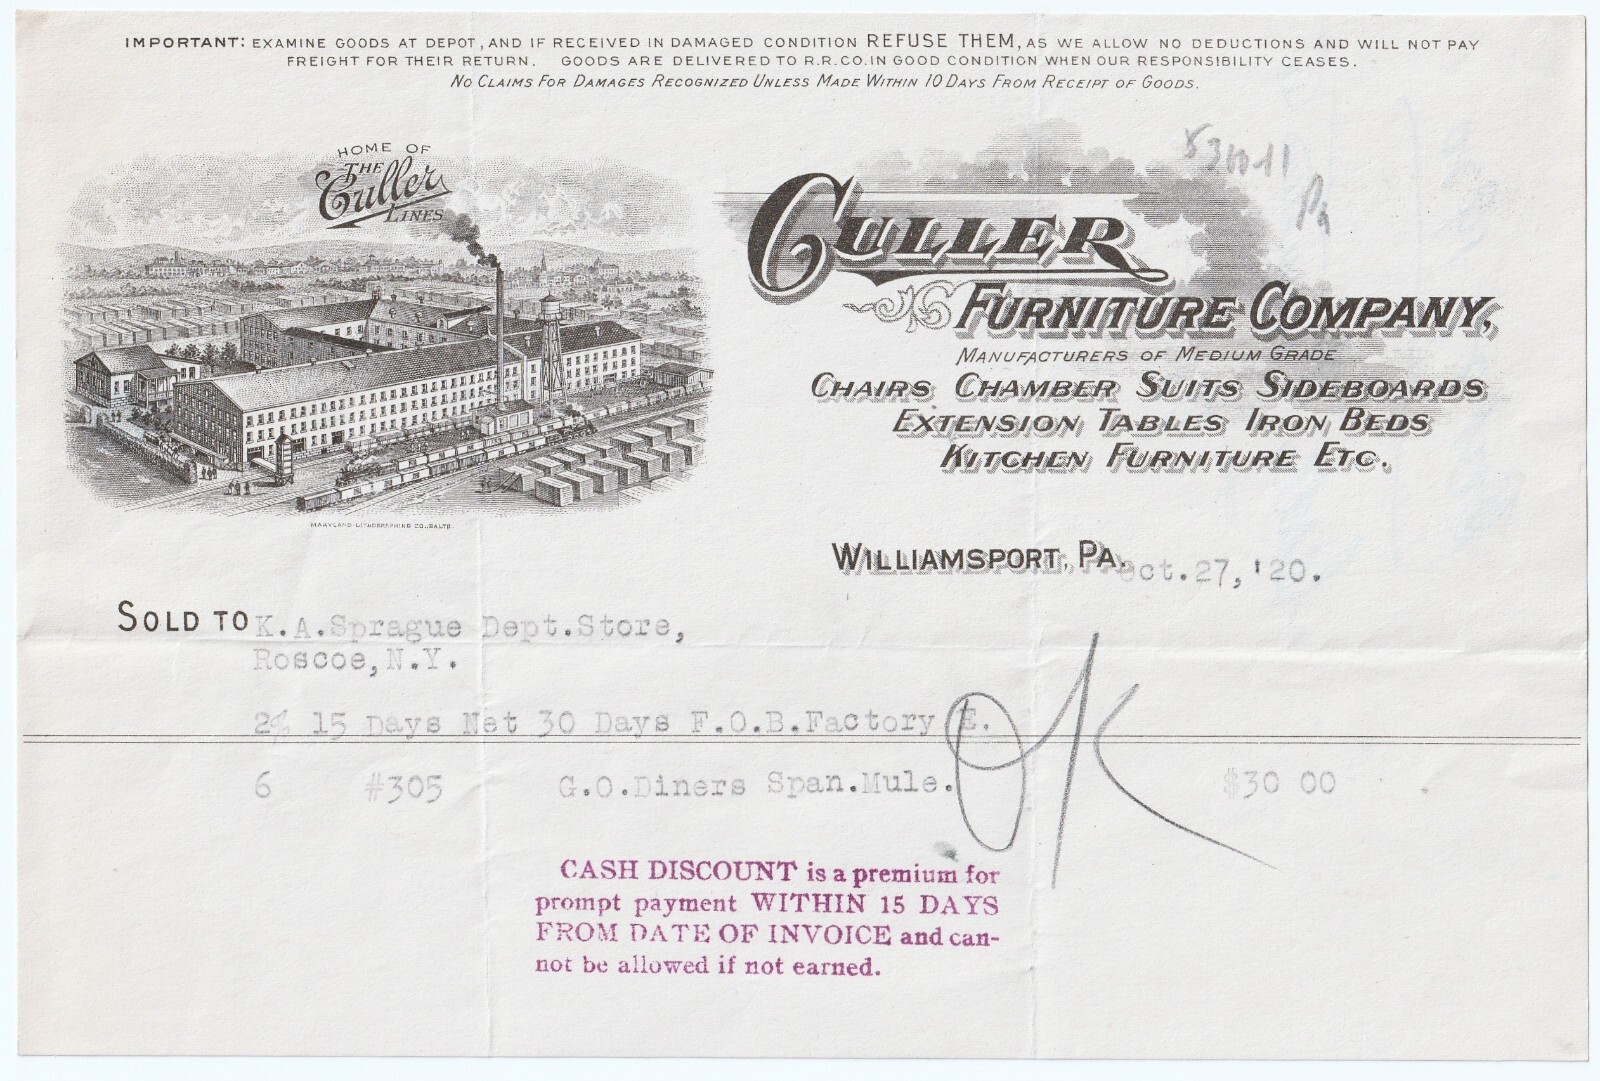 IMPORTANT: EXAMINE GOODS AT DEPOT, AND IF RECEIVED IN DAMAGED CONDITION REFUSE THEM, AS WE ALLOW NO DEDUCTIONS AND WILL NOT PAY
FREIGHT FOR THEIR RETURN. GOODS ARE DELIVERED TO R.R.CO. IN GOOD CONDITION WHEN OUR RESPONSIBILITY CEASES.
NO CLAIMS FOR DAMAGES RECOGNIZED UNLESS MADE WITHIN 10 DAYS FROM RECEIPT OF GOODS.
HOME OF
THE
Culler
LINES
MARYLAND LITHOGRAPHING CO., BALTO.
CULLER
FURNITURE COMPANY,
MANUFACTURERS OF MEDIUM GRADE
CHAIRS CHAMBER SUITS SIDEBOARDS
EXTENSION TABLES IRON BEDS
KITCHEN FURNITURE ETC.
WILLIAMSPORT, PA. Oct.27,'20.
SOLD TO K.A.Sprague Dept.Store,
Roscoe,N.Y.
2% 15 Days Net 30 Days F.O.B.Factory E.
6 #305 G.O.Diners Span.Mule. $30 00
OK
CASH DISCOUNT is a premium for
prompt payment WITHIN 15 DAYS
FROM DATE OF INVOICE and can-
not be allowed if not earned.